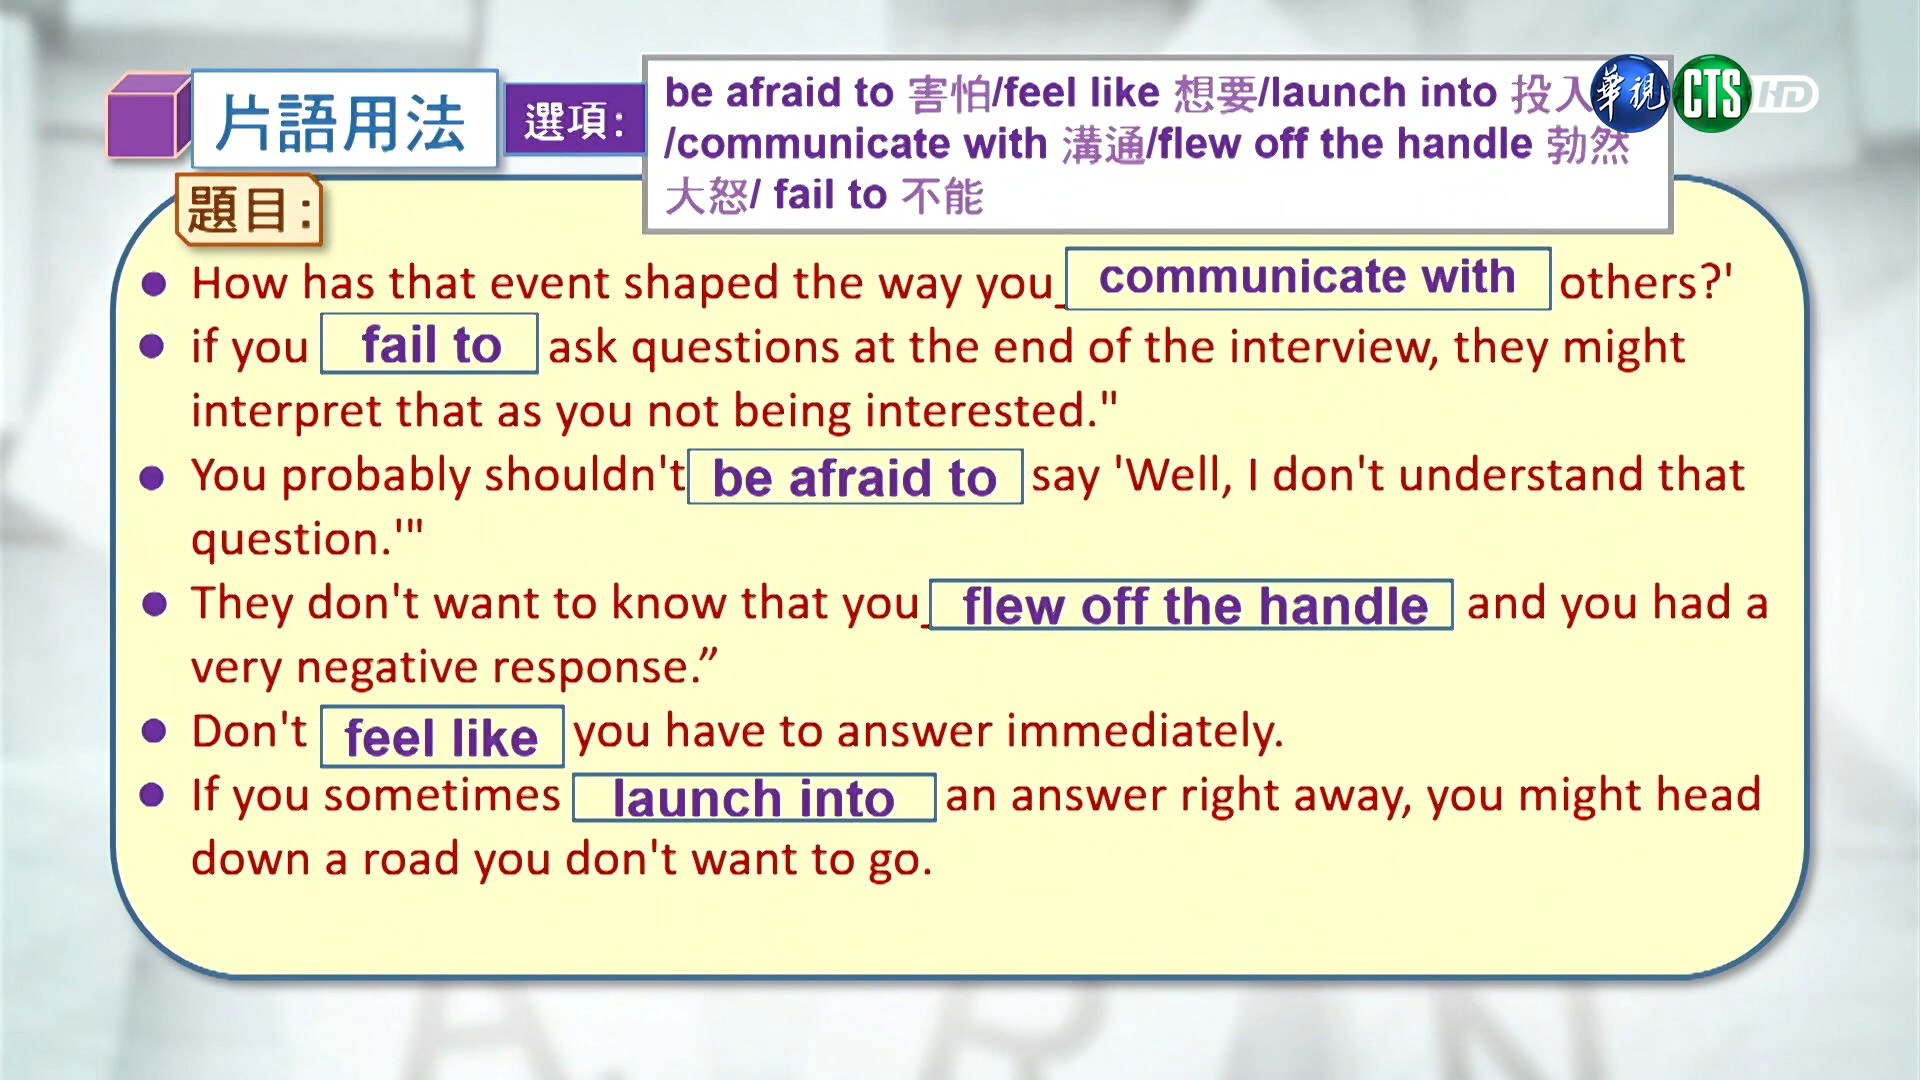 片語用法
選項:
be afraid to 害怕/feel like 想要/launch into 投入
/communicate with 溝通/flew off the handle 勃然
大怒/ fail to 不能
華視 CTS HD
題目:
How has that event shaped the way you_ communicate with others?'
if you fail to ask questions at the end of the interview, they might
interpret that as you not being interested."
You probably shouldn't be afraid to say 'Well, I don't understand that
question.'"
They don't want to know that you_ flew off the handle and you had a
very negative response.”
Don't feel like you have to answer immediately.
If you sometimes launch into an answer right away, you might head
down a road you don't want to go.